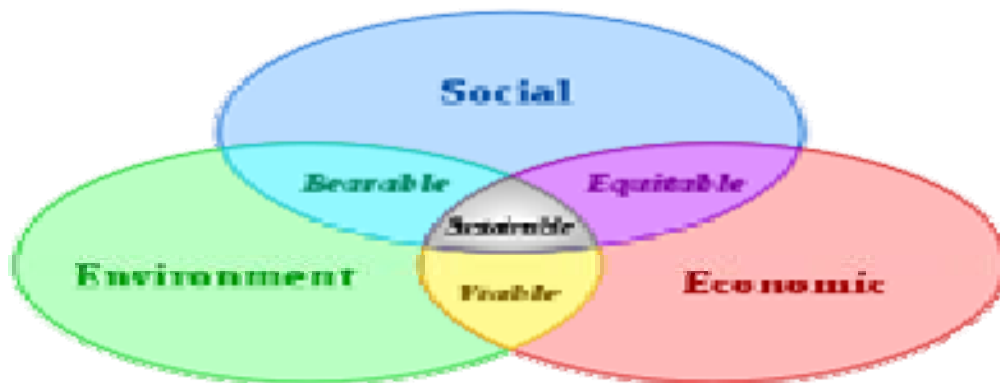 Social
Bearable
Equitable
Sustainable
Environment
Economic
Viable